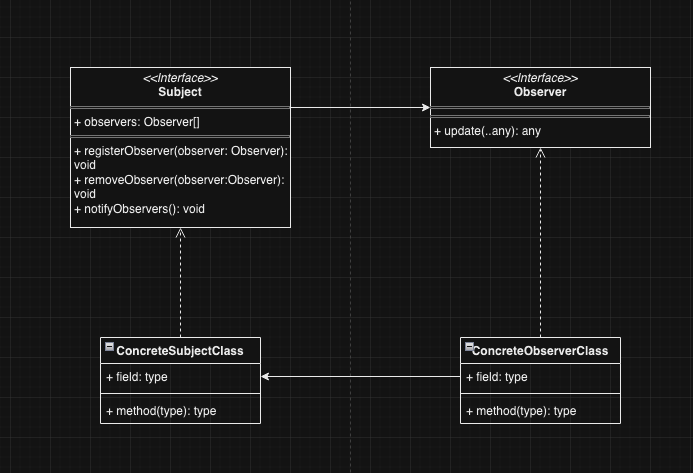 <<Interface>>
Subject
+ observers: Observer[]
+ registerObserver(observer: Observer):
void
+ removeObserver(observer:Observer):
void
+ notifyObservers(): void
<<Interface>>
Observer
+ update(..any): any
ConcreteSubjectClass
+ field: type
+ method(type): type
ConcreteObserverClass
+ field: type
+ method(type): type